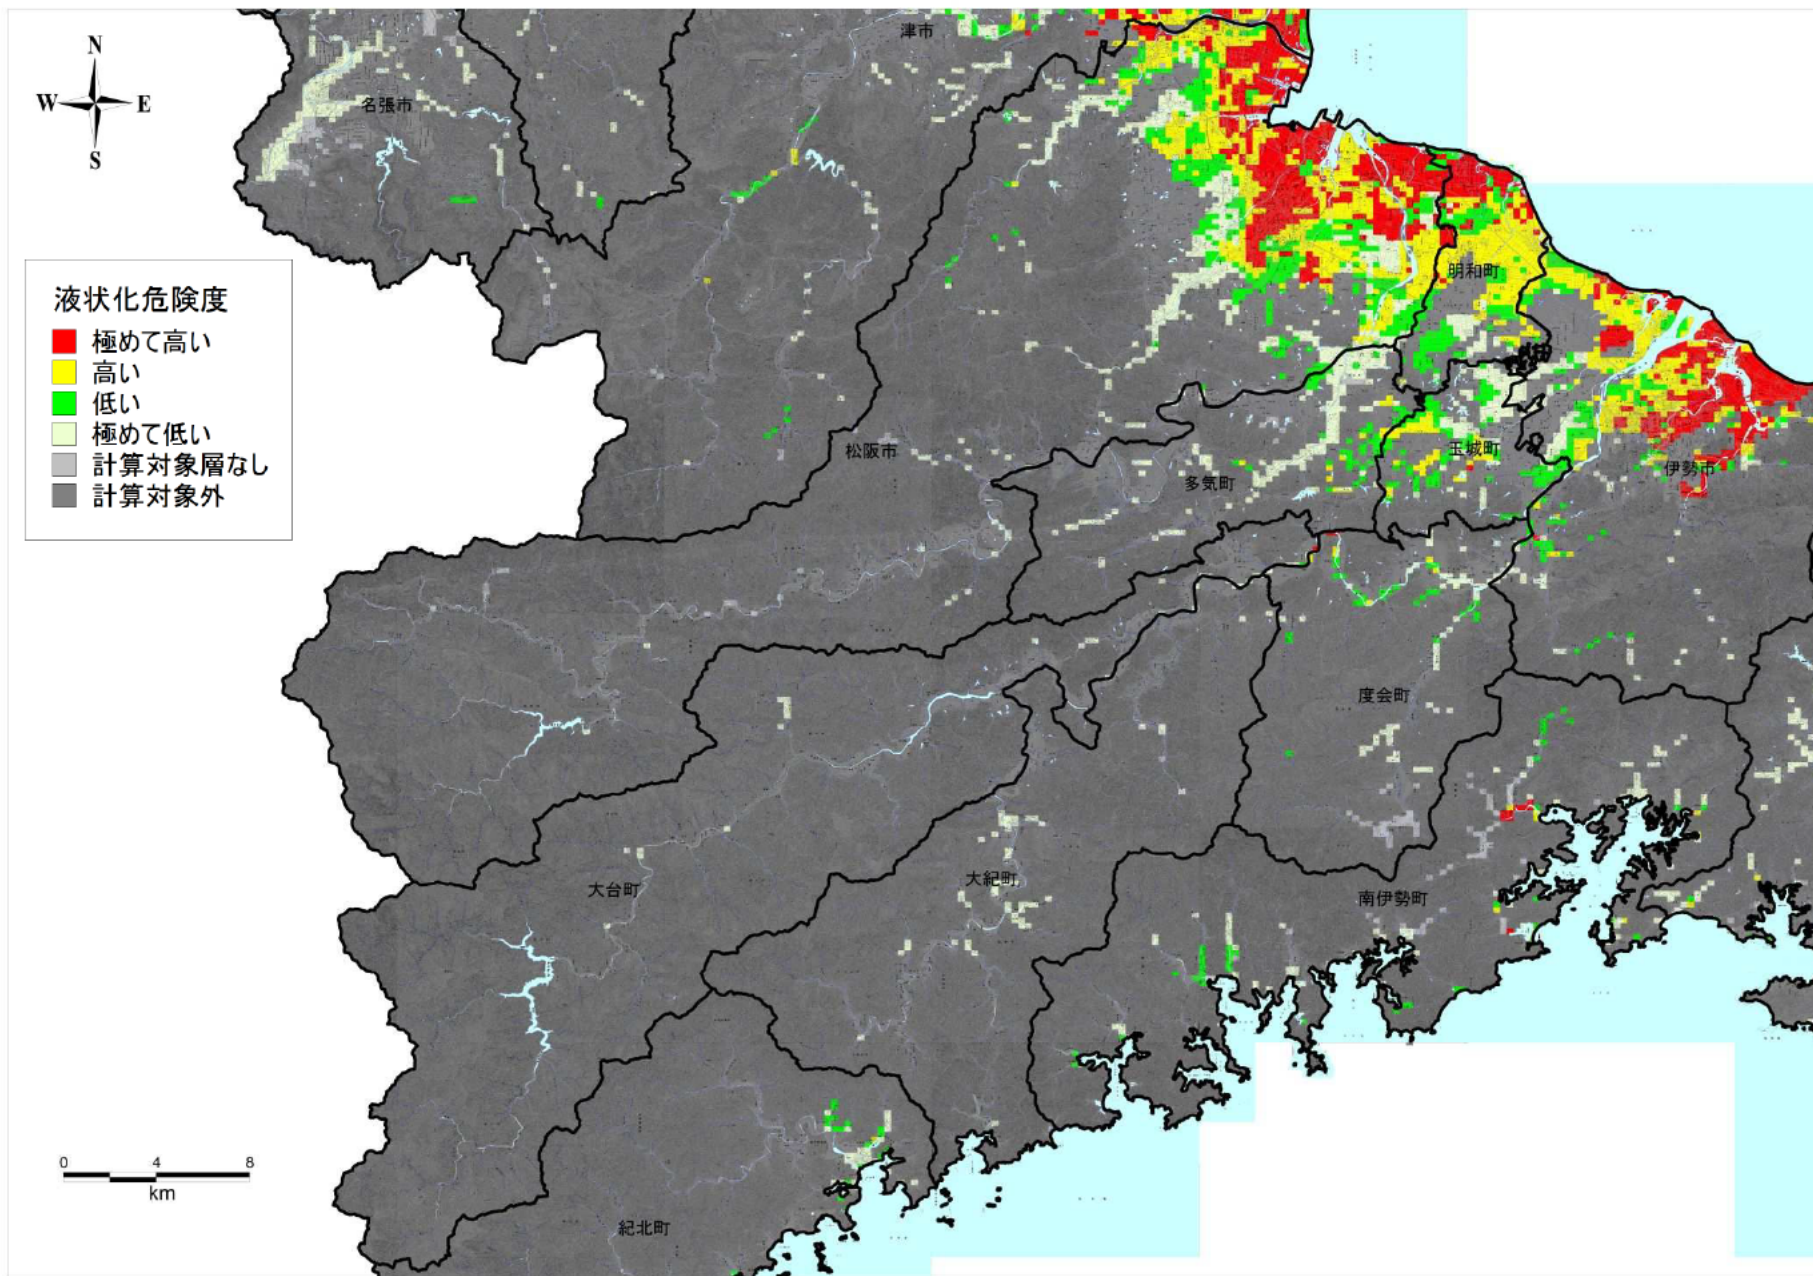 N
W E
S
津市
名張市
液状化危険度
極めて高い
高い
低い
極めて低い
計算対象層なし
計算対象外
明和町
松阪市
玉城町
多気町
伊勢市
度会町
大台町
大紀町
南伊勢町
紀北町
0 4 8
km